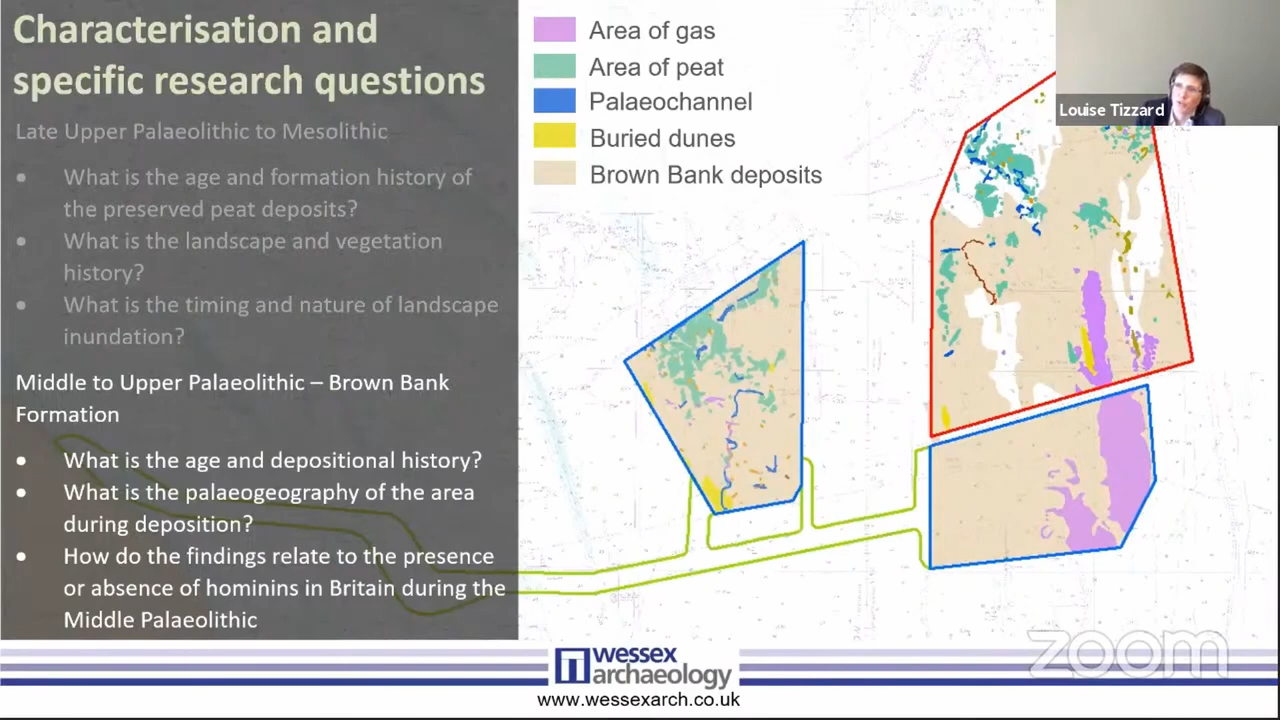 Characterisation and
specific research questions
Late Upper Palaeolithic to Mesolithic
• What is the age and formation history of
the preserved peat deposits?
• What is the landscape and vegetation
history?
• What is the timing and nature of landscape
inundation?
Middle to Upper Palaeolithic – Brown Bank
Formation
• What is the age and depositional history?
• What is the palaeogeography of the area
during deposition?
• How do the findings relate to the presence
or absence of hominins in Britain during the
Middle Palaeolithic
Area of gas
Area of peat
Palaeochannel
Buried dunes
Brown Bank deposits
Louise Tizzard
zoom
wessex
archaeology
www.wessexarch.co.uk